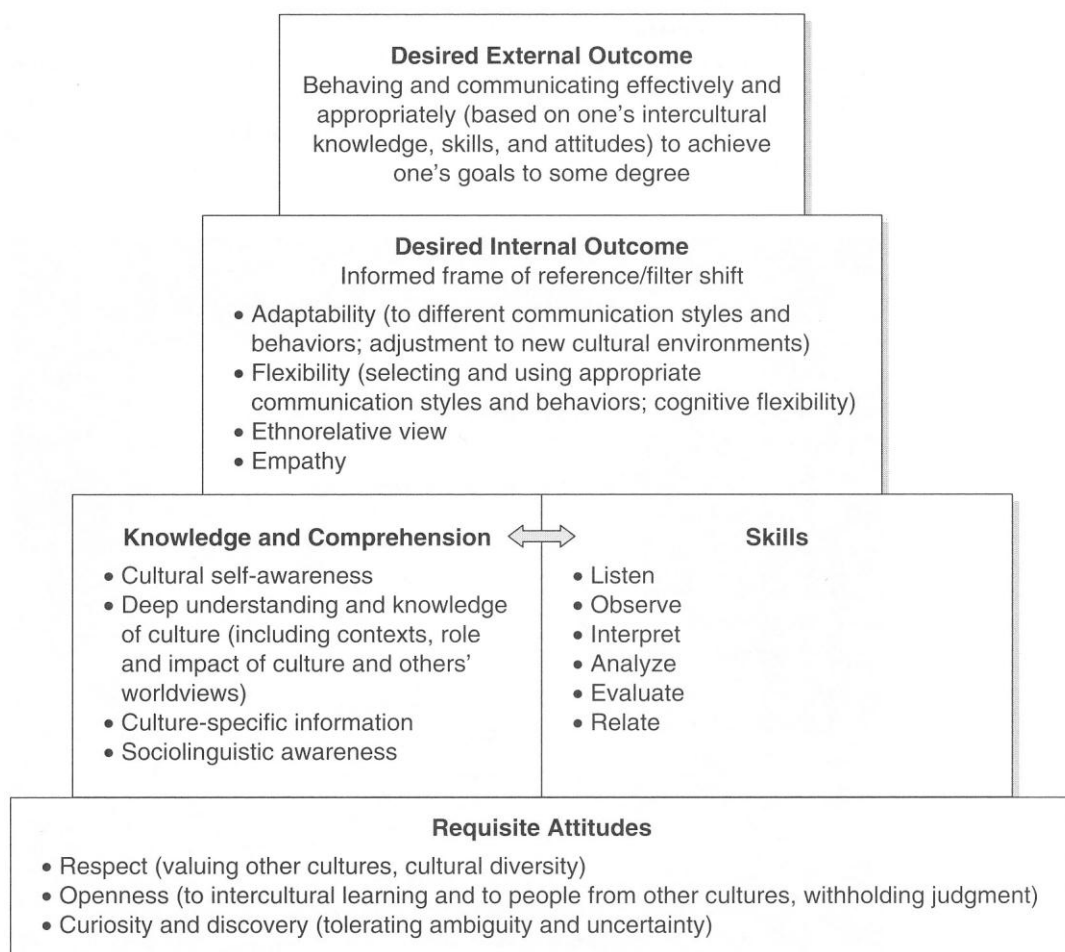 Desired External Outcome
Behaving and communicating effectively and
appropriately (based on one's intercultural
knowledge, skills, and attitudes) to achieve
one's goals to some degree
Desired Internal Outcome
Informed frame of reference/filter shift
• Adaptability (to different communication styles and
behaviors; adjustment to new cultural environments)
• Flexibility (selecting and using appropriate
communication styles and behaviors; cognitive flexibility)
• Ethnorelative view
• Empathy
Knowledge and Comprehension
• Cultural self-awareness
• Deep understanding and knowledge
of culture (including contexts, role
and impact of culture and others'
worldviews)
• Culture-specific information
• Sociolinguistic awareness
Skills
• Listen
• Observe
• Interpret
• Analyze
• Evaluate
• Relate
Requisite Attitudes
• Respect (valuing other cultures, cultural diversity)
• Openness (to intercultural learning and to people from other cultures, withholding judgment)
• Curiosity and discovery (tolerating ambiguity and uncertainty)